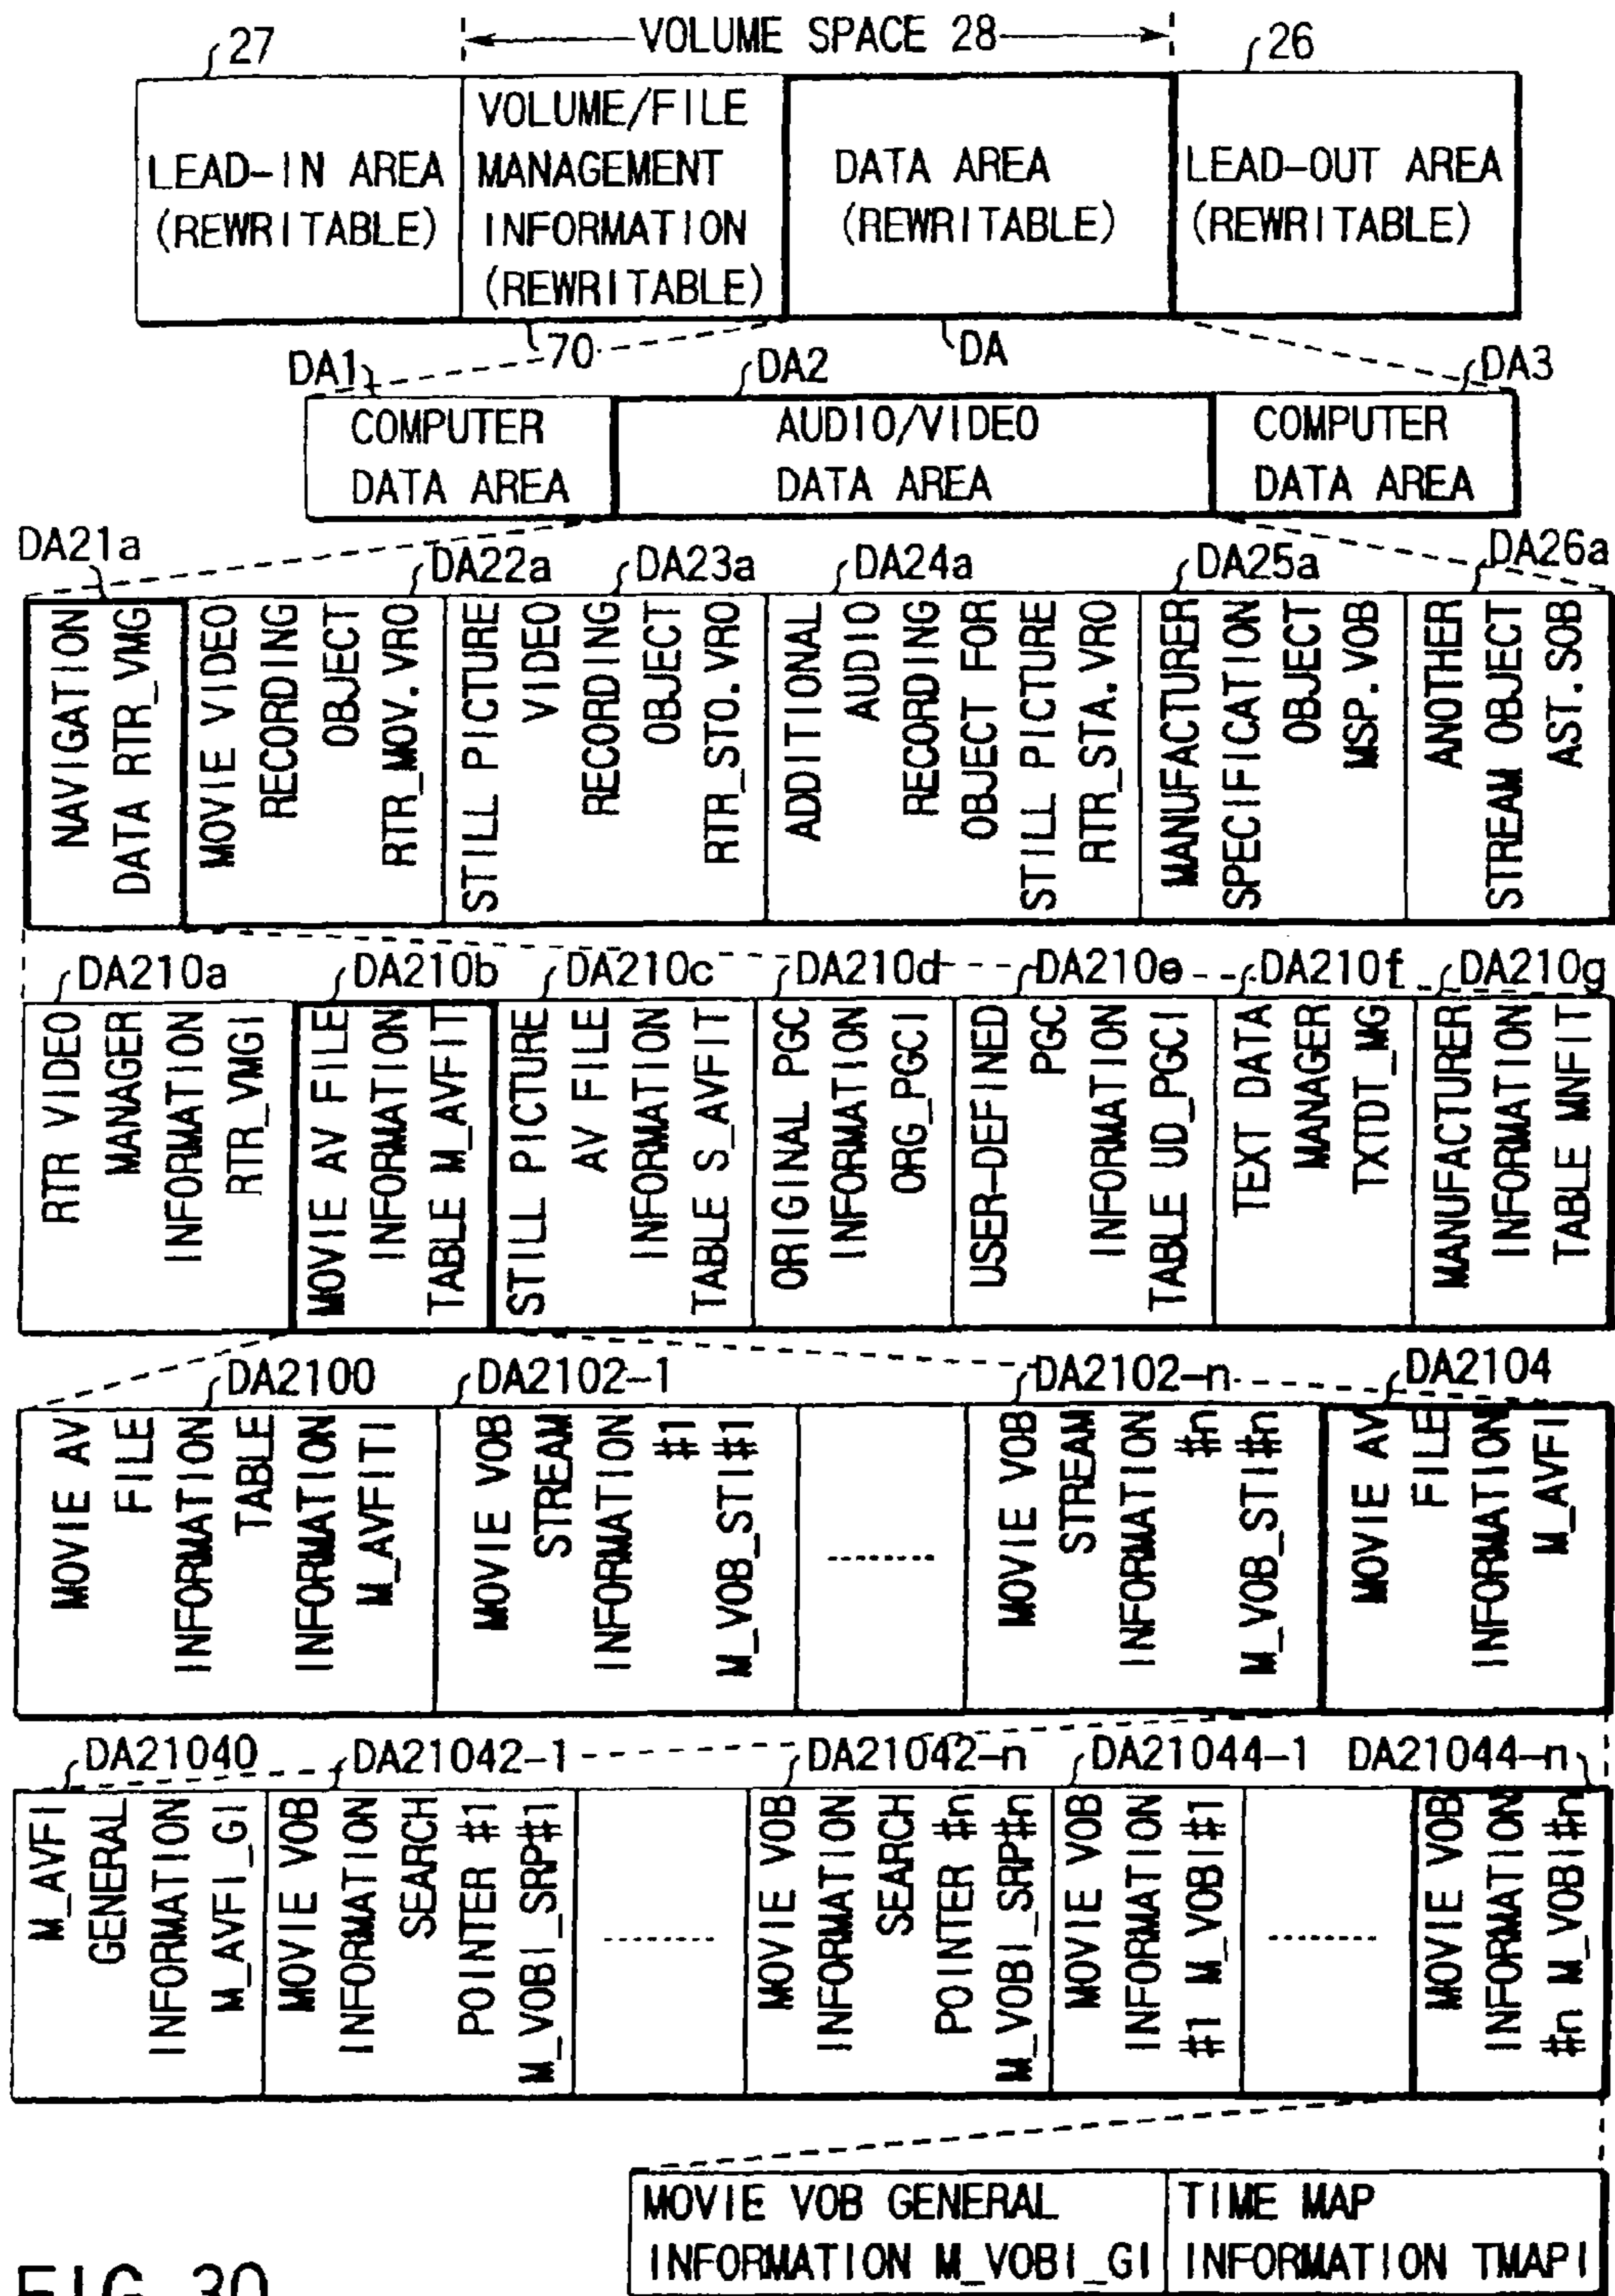 27
VOLUME SPACE 28
26
LEAD-IN AREA
(REWRITABLE)
VOLUME/FILE
MANAGEMENT
INFORMATION
(REWRITABLE)
DATA AREA
(REWRITABLE)
LEAD-OUT AREA
(REWRITABLE)
70
DA
DA1
DA2
DA3
COMPUTER
DATA AREA
AUDIO/VIDEO
DATA AREA
COMPUTER
DATA AREA
DA21a
DA22a
DA23a
DA24a
DA25a
DA26a
NAVIGATION
DATA RTR_VMG
MOVIE VIDEO
RECORDING
OBJECT
RTR_MOV.VRO
STILL PICTURE
VIDEO
RECORDING
OBJECT
RTR_STO.VRO
ADDITIONAL
AUDIO
RECORDING
OBJECT FOR
STILL PICTURE
RTR_STA.VRO
MANUFACTURER
SPECIFICATION
OBJECT
MSP.VOB
ANOTHER
STREAM OBJECT
AST.SOB
DA210a
DA210b
DA210c
DA210d
DA210e
DA210f
DA210g
RTR VIDEO
MANAGER
INFORMATION
RTR_VMGI
MOVIE AV FILE
INFORMATION
TABLE M_AVFIT
STILL PICTURE
AV FILE
INFORMATION
TABLE S_AVFIT
ORIGINAL PGC
INFORMATION
ORG_PGCI
USER-DEFINED
PGC
INFORMATION
TABLE UD_PGCI
TEXT DATA
MANAGER
TXTDT_MG
MANUFACTURER
INFORMATION
TABLE MNFIT
DA2100
DA2102-1
DA2102-n
DA2104
MOVIE AV
FILE
INFORMATION
TABLE
INFORMATION
M_AVFITI
MOVIE VOB
STREAM
INFORMATION
#1
M_VOB_STI#1
MOVIE VOB
STREAM
INFORMATION
#n
M_VOB_STI#n
MOVIE AV
FILE
INFORMATION
M_AVFI
DA21040
DA21042-1
DA21042-n
DA21044-1
DA21044-n
M_AVFI
GENERAL
INFORMATION
M_AVFI_GI
MOVIE VOB
INFORMATION
SEARCH
POINTER #1
M_VOBI_SRP#1
MOVIE VOB
INFORMATION
SEARCH
POINTER #n
M_VOBI_SRP#n
MOVIE VOB
INFORMATION
#1 M_VOBI#1
MOVIE VOB
INFORMATION
#n M_VOBI#n
MOVIE VOB GENERAL
INFORMATION M_VOBI_GI
TIME MAP
INFORMATION TMAPI
FIG. 30